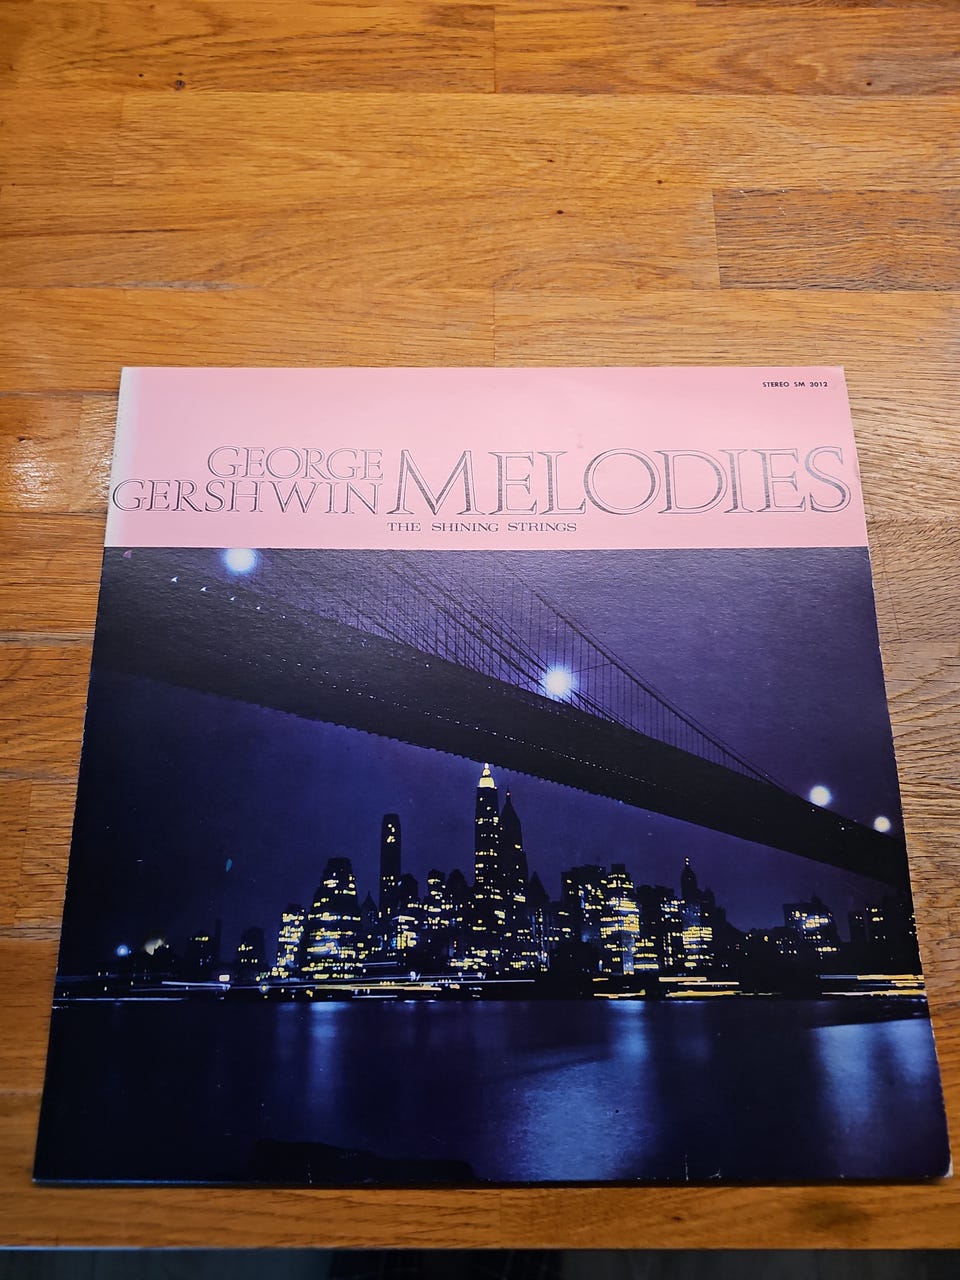 STEREO SM 3012
GEORGE
GERSHWIN MELODIES
THE SHINING STRINGS